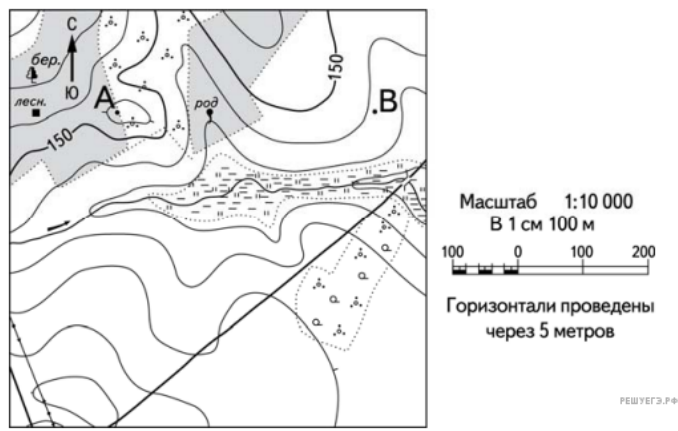 С
бер.
150
лесн.
Ю
А
род
В
150
Масштаб 1:10 000
В 1 см 100 м
100 0 100 200
Горизонтали проведены
через 5 метров
РЕШУЕГЭ.РФ